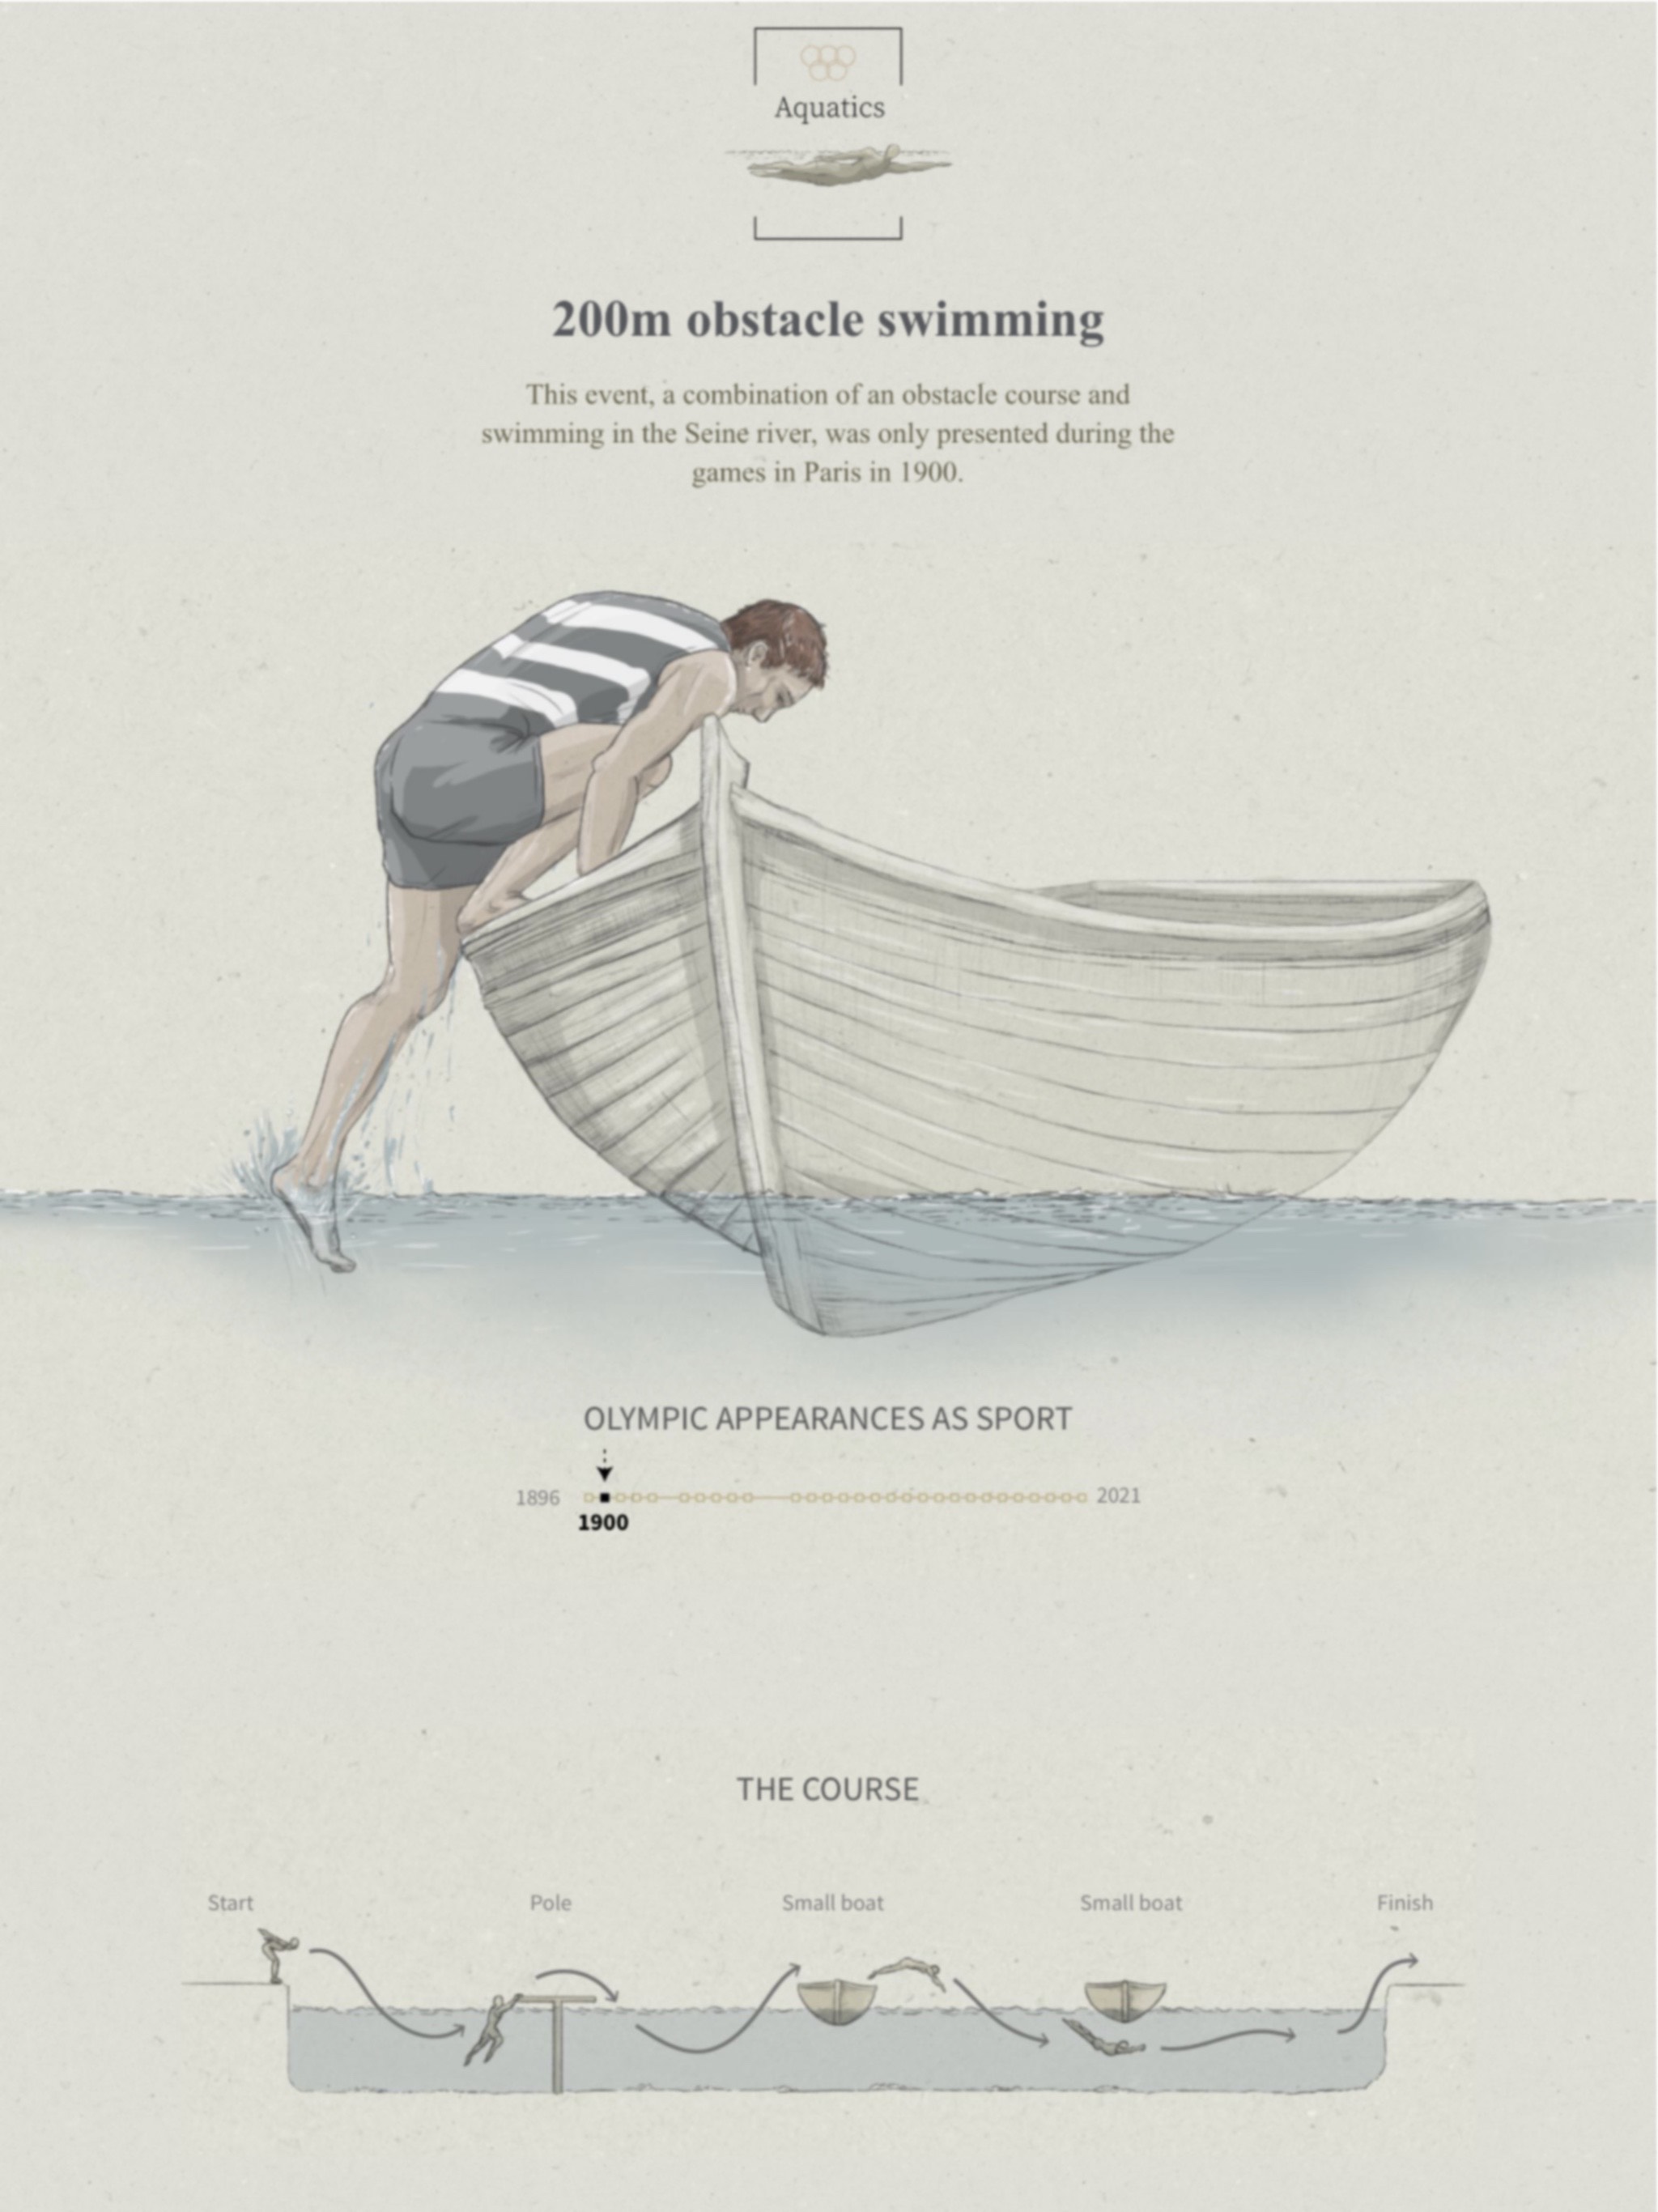 Aquatics
200m obstacle swimming
This event, a combination of an obstacle course and
swimming in the Seine river, was only presented during the
games in Paris in 1900.
OLYMPIC APPEARANCES AS SPORT
1896
2021
1900
THE COURSE
Start Pole Small boat Small boat Finish